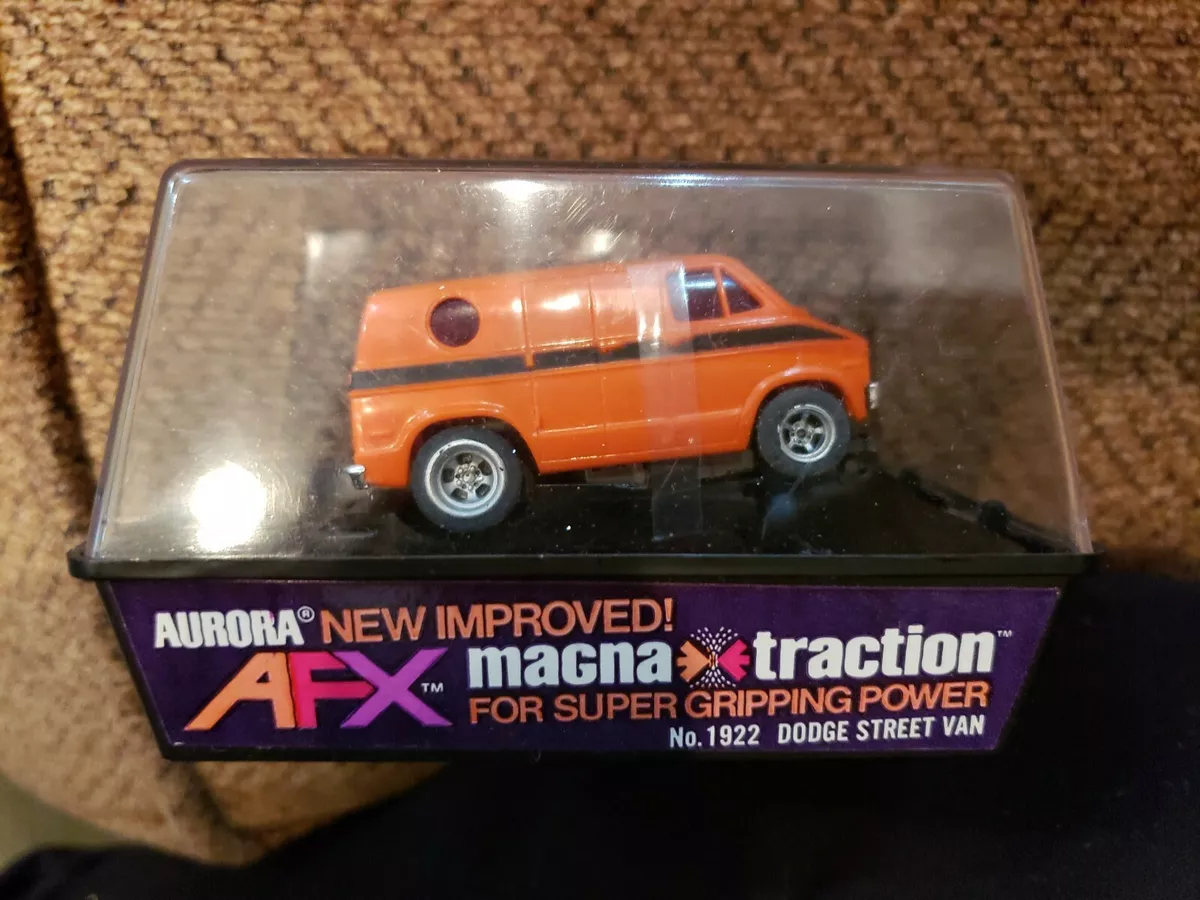 AURORA® NEW IMPROVED!
AFX™ magna traction™
FOR SUPER GRIPPING POWER
No. 1922 DODGE STREET VAN